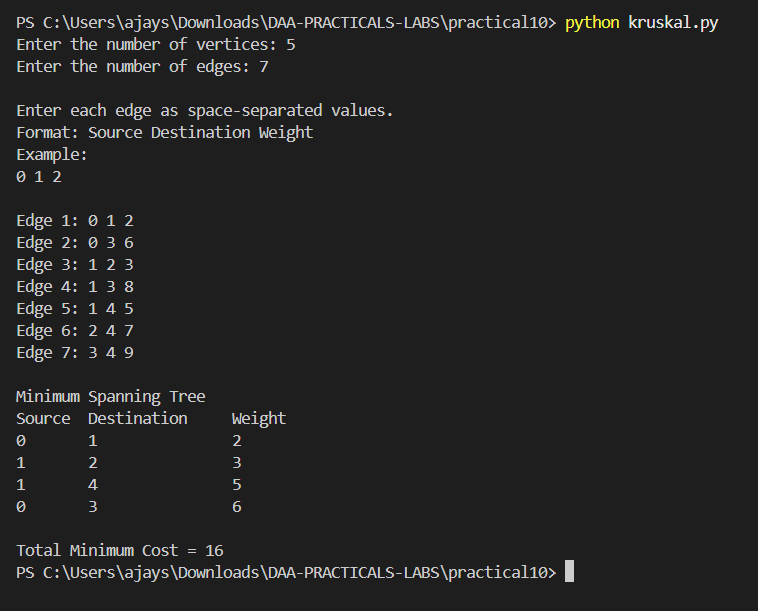 PS C:\Users\ajays\Downloads\DAA-PRACTICALS-LABS\practical10> python kruskal.py
Enter the number of vertices: 5
Enter the number of edges: 7
Enter each edge as space-separated values.
Format: Source Destination Weight
Example:
0 1 2
Edge 1: 0 1 2
Edge 2: 0 3 6
Edge 3: 1 2 3
Edge 4: 1 3 8
Edge 5: 1 4 5
Edge 6: 2 4 7
Edge 7: 3 4 9
Minimum Spanning Tree
Source  Destination     Weight
0       1               2
1       2               3
1       4               5
0       3               6
Total Minimum Cost = 16
PS C:\Users\ajays\Downloads\DAA-PRACTICALS-LABS\practical10>